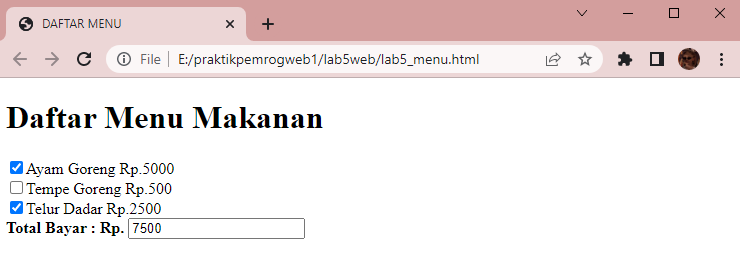 DAFTAR MENU
File E:/praktikpemrogweb1/lab5web/lab5_menu.html
Daftar Menu Makanan
Ayam Goreng Rp.5000
Tempe Goreng Rp.500
Telur Dadar Rp.2500
Total Bayar : Rp. 7500